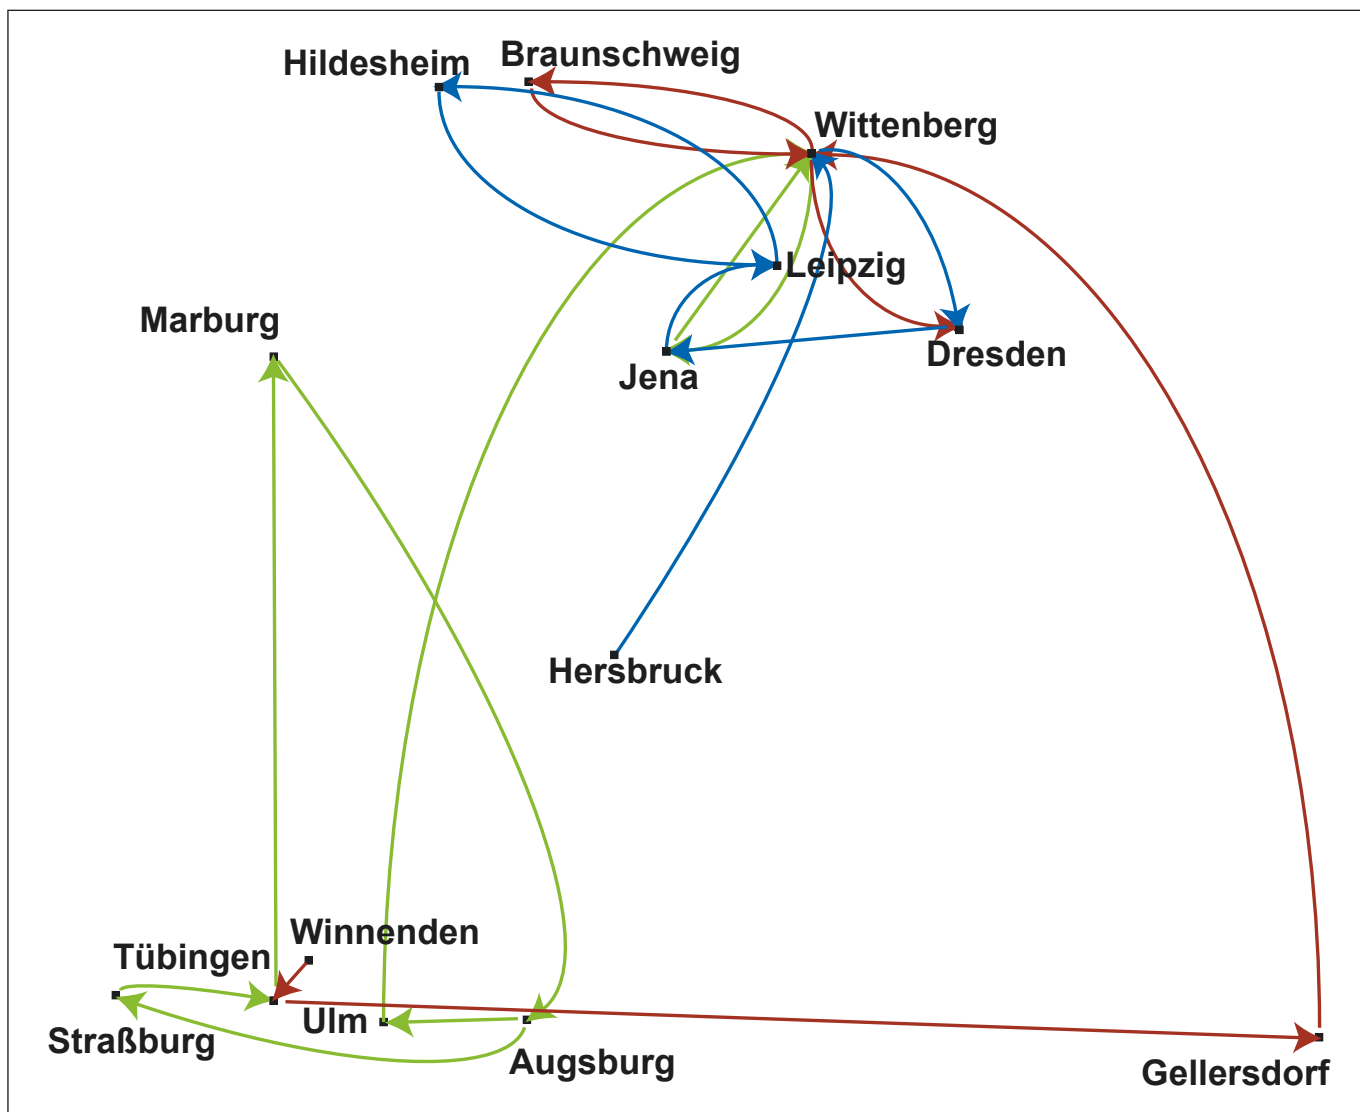 Braunschweig
Hildesheim
Wittenberg
Leipzig
Marburg
Dresden
Jena
Hersbruck
Winnenden
Tübingen
Ulm
Straßburg
Augsburg
Gellersdorf